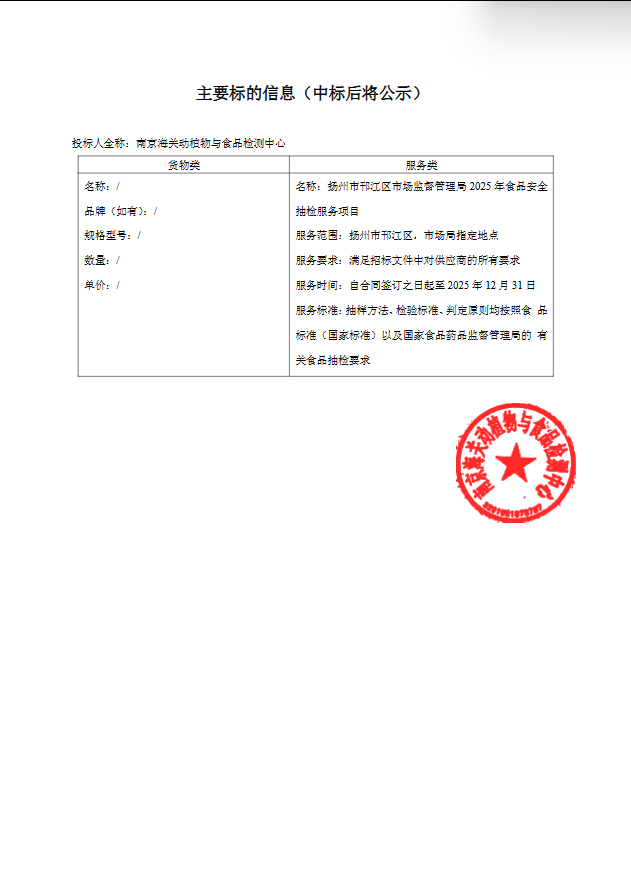 主要标的信息（中标后将公示）
投标人全称：南京海关动植物与食品检测中心
货物类
服务类
名称：/
品牌（如有）：/
规格型号：/
数量：/
单价：/
名称：扬州市邗江区市场监督管理局 2025 年食品安全
抽检服务项目
服务范围：扬州市邗江区，市场局指定地点
服务要求：满足招标文件中对供应商的所有要求
服务时间：自合同签订之日起至 2025 年 12 月 31 日
服务标准：抽样方法、检验标准、判定原则均按照食 品
标准（国家标准）以及国家食品药品监督管理局的 有
关食品抽检要求
南京海关动植物与食品检测中心